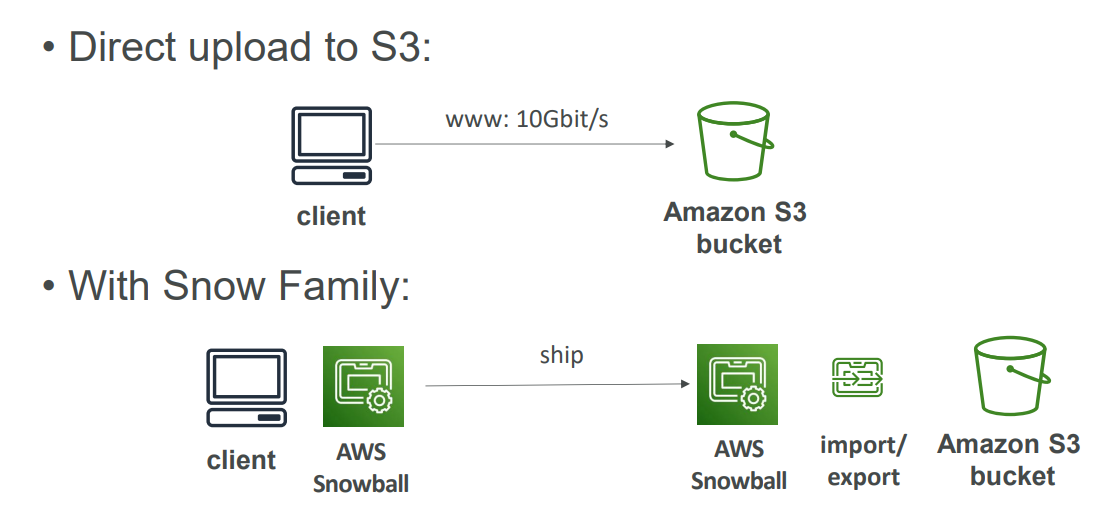 • Direct upload to S3:
www: 10Gbit/s
client
Amazon S3
bucket
• With Snow Family:
ship
client
AWS
Snowball
AWS
Snowball
import/
export
Amazon S3
bucket